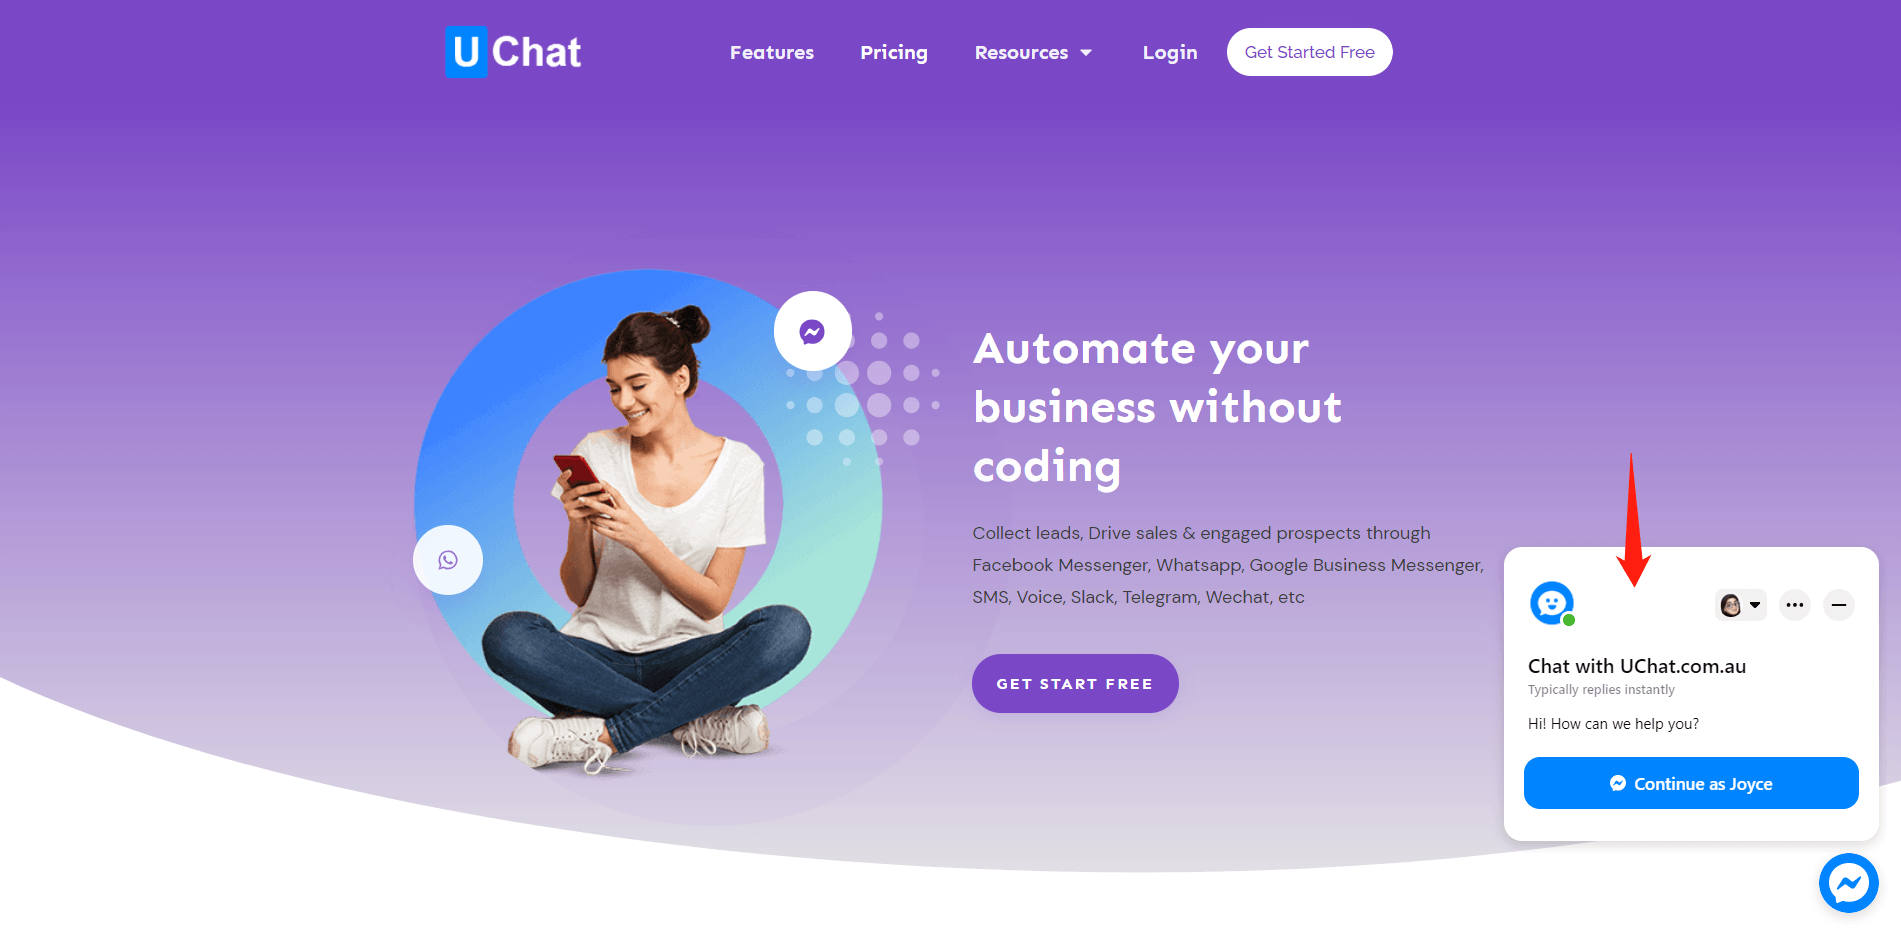 U Chat
Features
Pricing
Resources
Login
Get Started Free
Automate your
business without
coding
Collect leads, Drive sales & engaged prospects through
Facebook Messenger, Whatsapp, Google Business Messenger,
SMS, Voice, Slack, Telegram, Wechat, etc
GET START FREE
Chat with UChat.com.au
Typically replies instantly
Hi! How can we help you?
Continue as Joyce